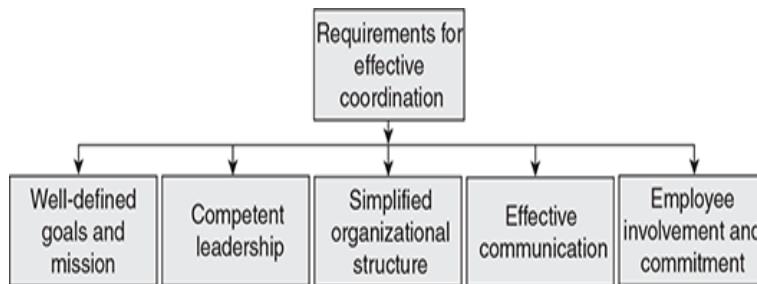 Requirements for
effective
coordination
Well-defined
goals and
mission
Competent
leadership
Simplified
organizational
structure
Effective
communication
Employee
involvement and
commitment